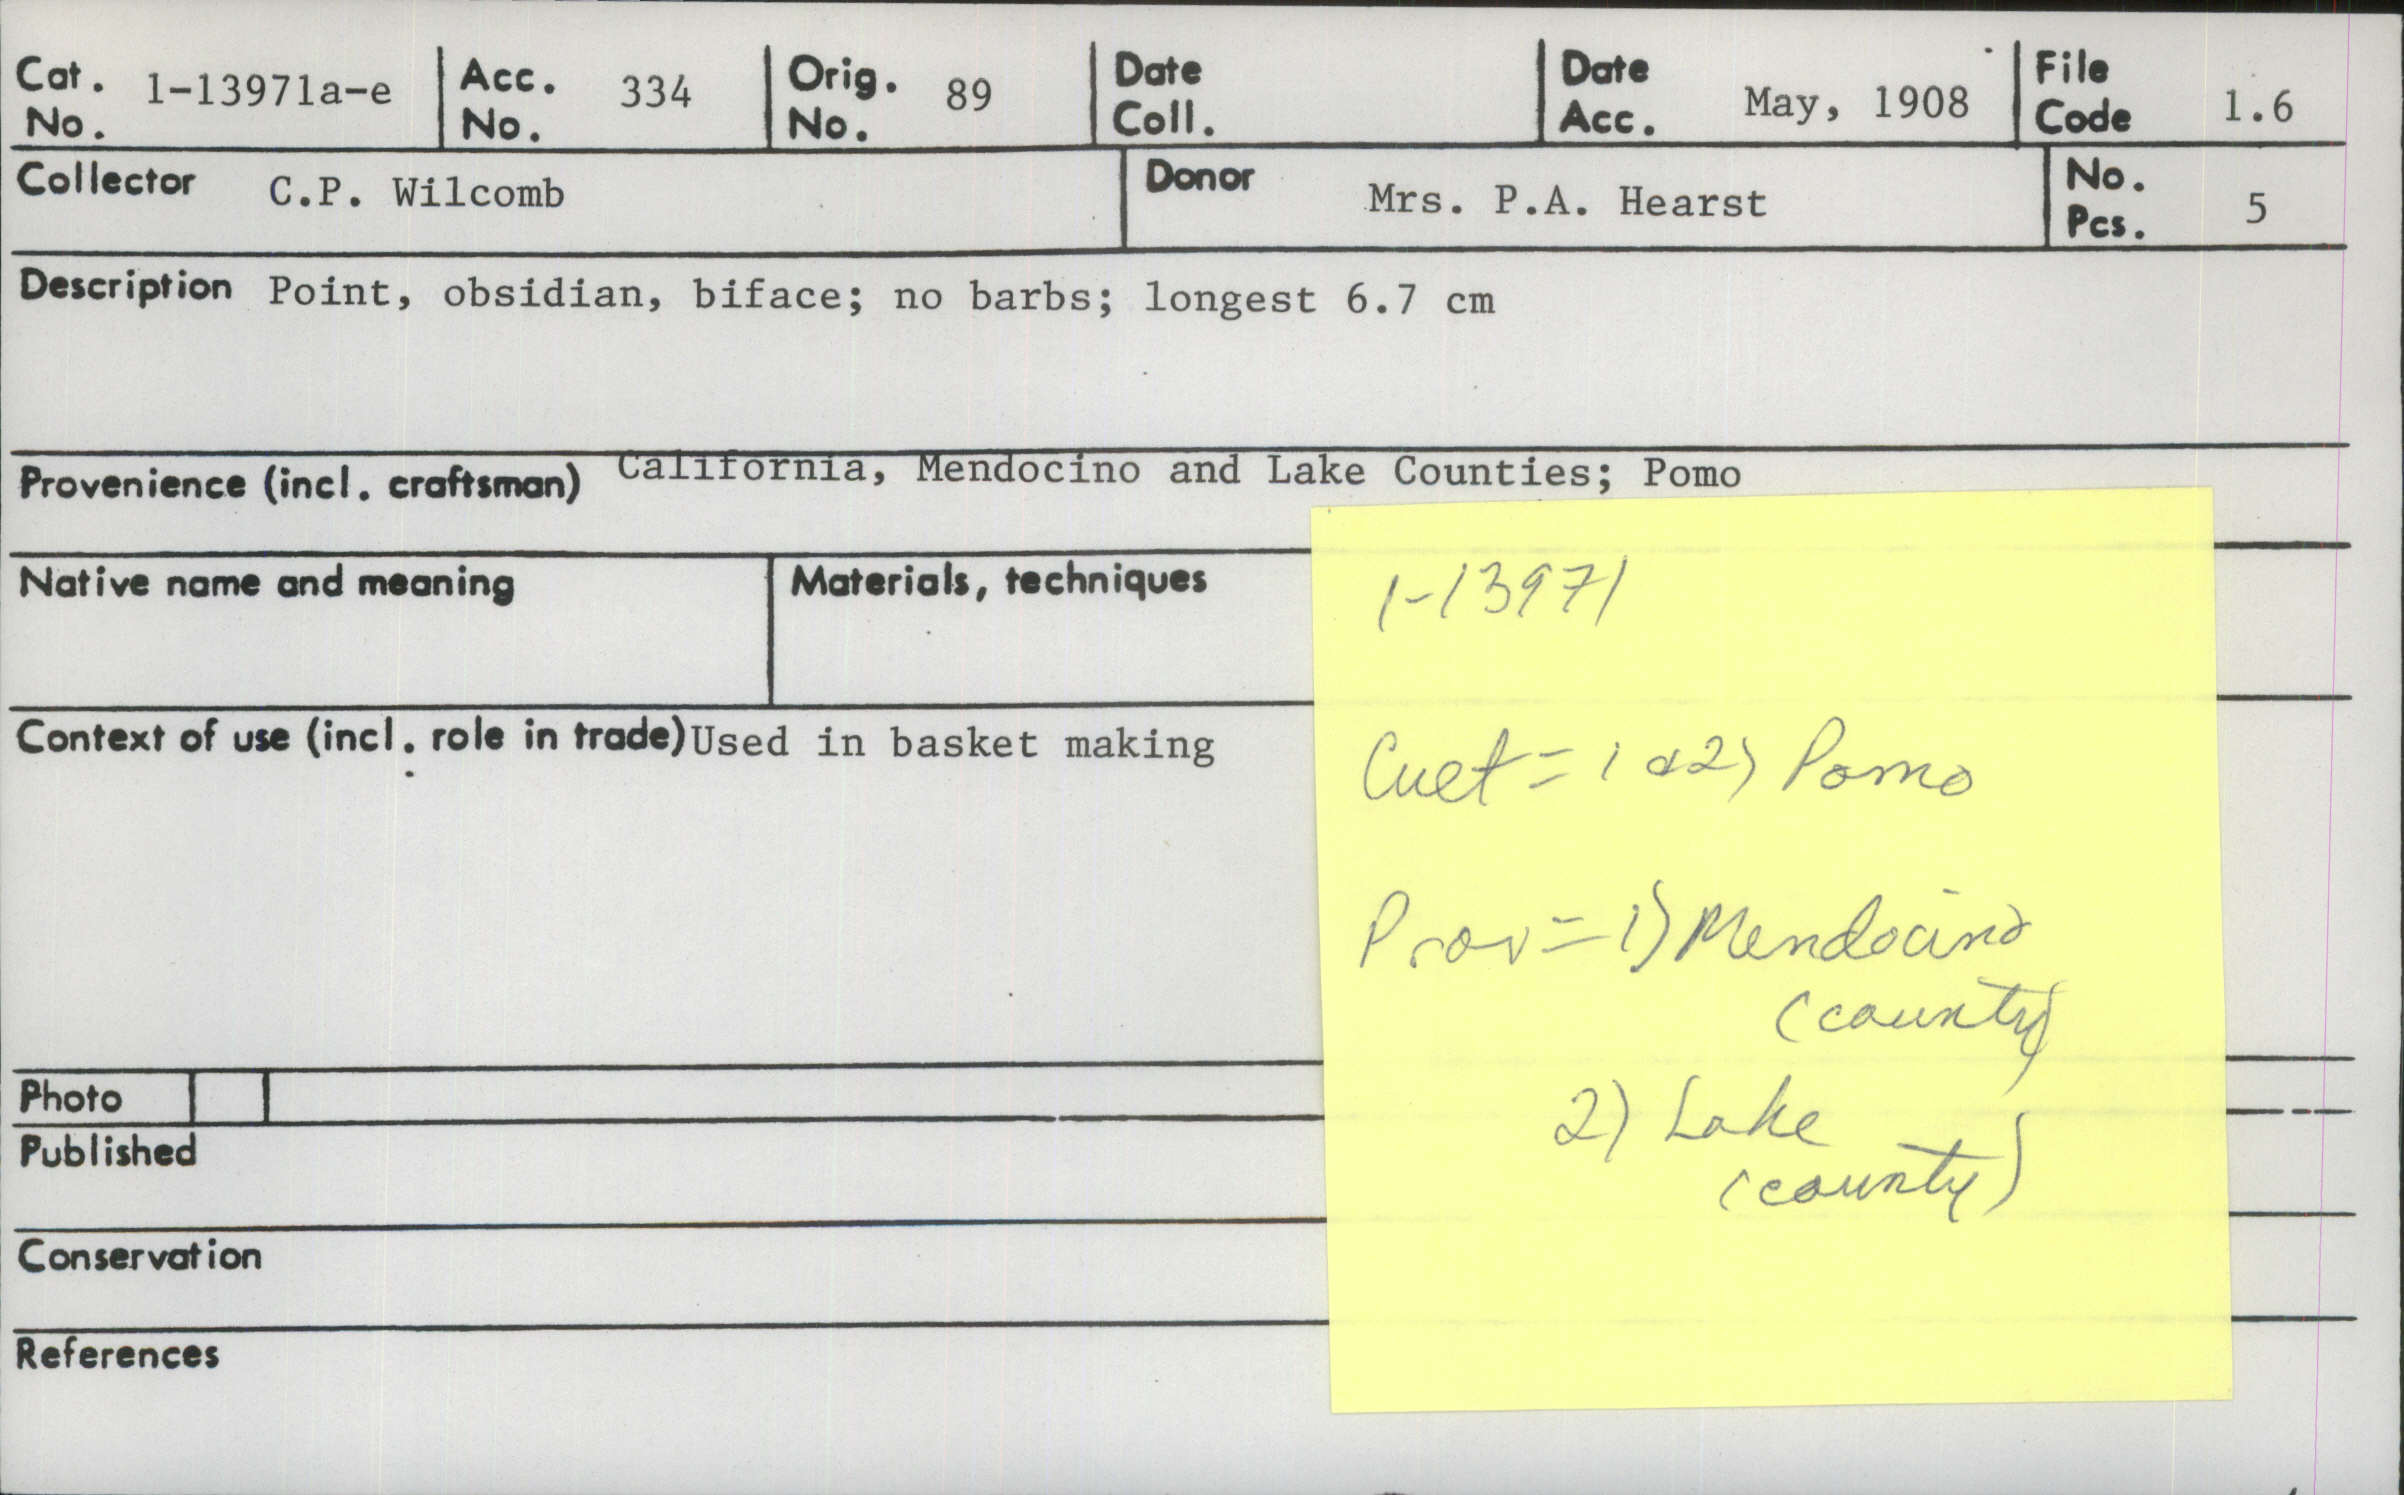 Cat. No. 1-13971a-e Acc. No. 334 Orig. No. 89 Date Coll. Date Acc. May, 1908 File Code 1.6
Collector C.P. Wilcomb Donor Mrs. P.A. Hearst No. Pcs. 5
Description Point, obsidian, biface; no barbs; longest 6.7 cm
Provenience (incl. craftsman) California, Mendocino and Lake Counties; Pomo
Native name and meaning Materials, techniques
Context of use (incl. role in trade) Used in basket making
Photo
Published
Conservation
References
1-13971
Cult = 1 &2) Pomo
Prov = 1) Mendocino
(county)
2) Lake
(county)